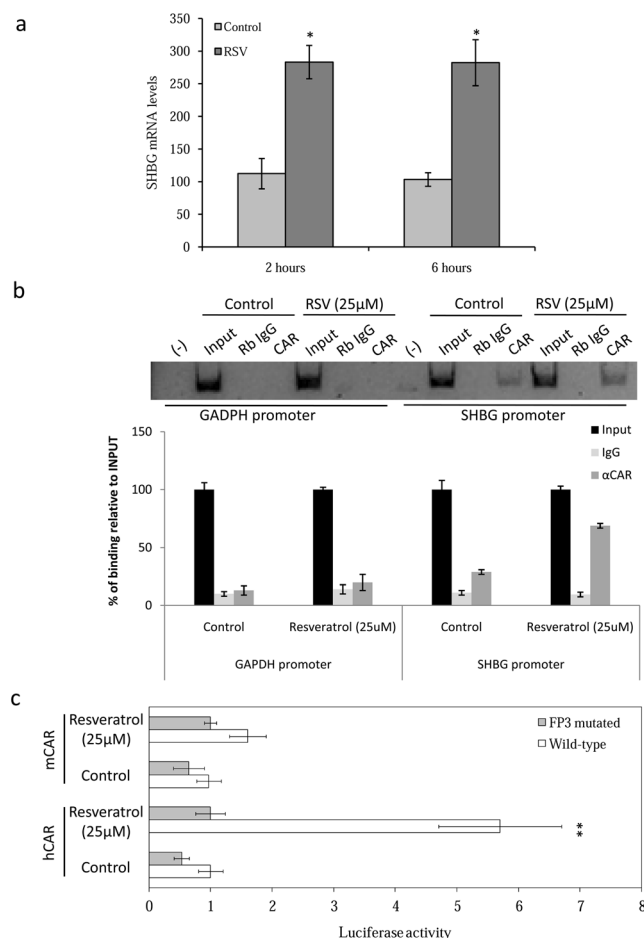 a
Control
RSV
SHBG mRNA levels
350
300
250
200
150
100
50
0
*
*
2 hours
6 hours
b
Control
RSV (25µM)
Control
RSV (25µM)
(-)
Input
Rb IgG
CAR
Input
Rb IgG
CAR
(-)
Input
Rb IgG
CAR
Input
Rb IgG
CAR
GADPH promoter
SHBG promoter
% of binding relative to INPUT
150
100
50
0
Input
IgG
αCAR
Control
Resveratrol (25uM)
Control
Resveratrol (25uM)
GAPDH promoter
SHBG promoter
c
mCAR
Resveratrol
(25µM)
Control
hCAR
Resveratrol
(25µM)
Control
FP3 mutated
Wild-type
**
0 1 2 3 4 5 6 7 8
Luciferase activity